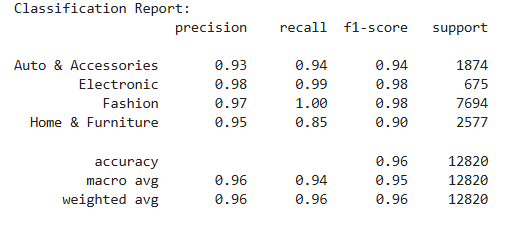 Classification Report:
precision recall f1-score support
Auto & Accessories 0.93 0.94 0.94 1874
Electronic 0.98 0.99 0.98 675
Fashion 0.97 1.00 0.98 7694
Home & Furniture 0.95 0.85 0.90 2577
accuracy 0.96 12820
macro avg 0.96 0.94 0.95 12820
weighted avg 0.96 0.96 0.96 12820